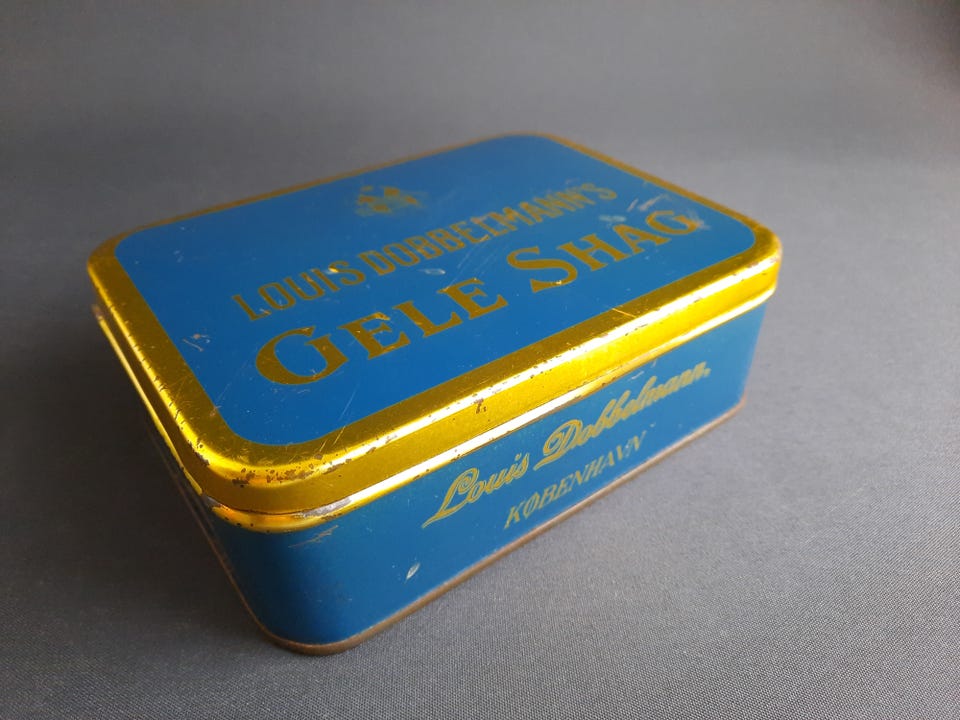 LOUIS DOBBELMANN'S
GELE SHAG
Louis Dobbelmann.
KØBENHAVN